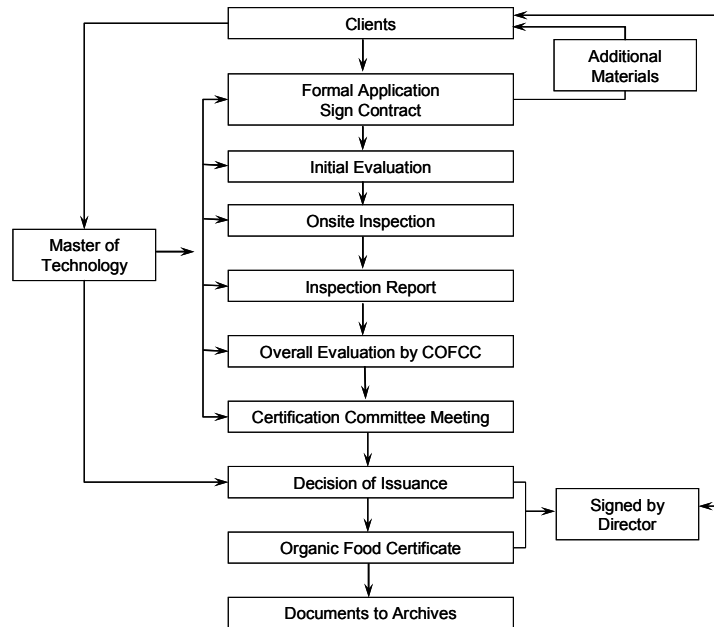 Clients
Additional
Materials
Formal Application
Sign Contract
Initial Evaluation
Onsite Inspection
Master of
Technology
Inspection Report
Overall Evaluation by COFCC
Certification Committee Meeting
Decision of Issuance
Signed by
Director
Organic Food Certificate
Documents to Archives